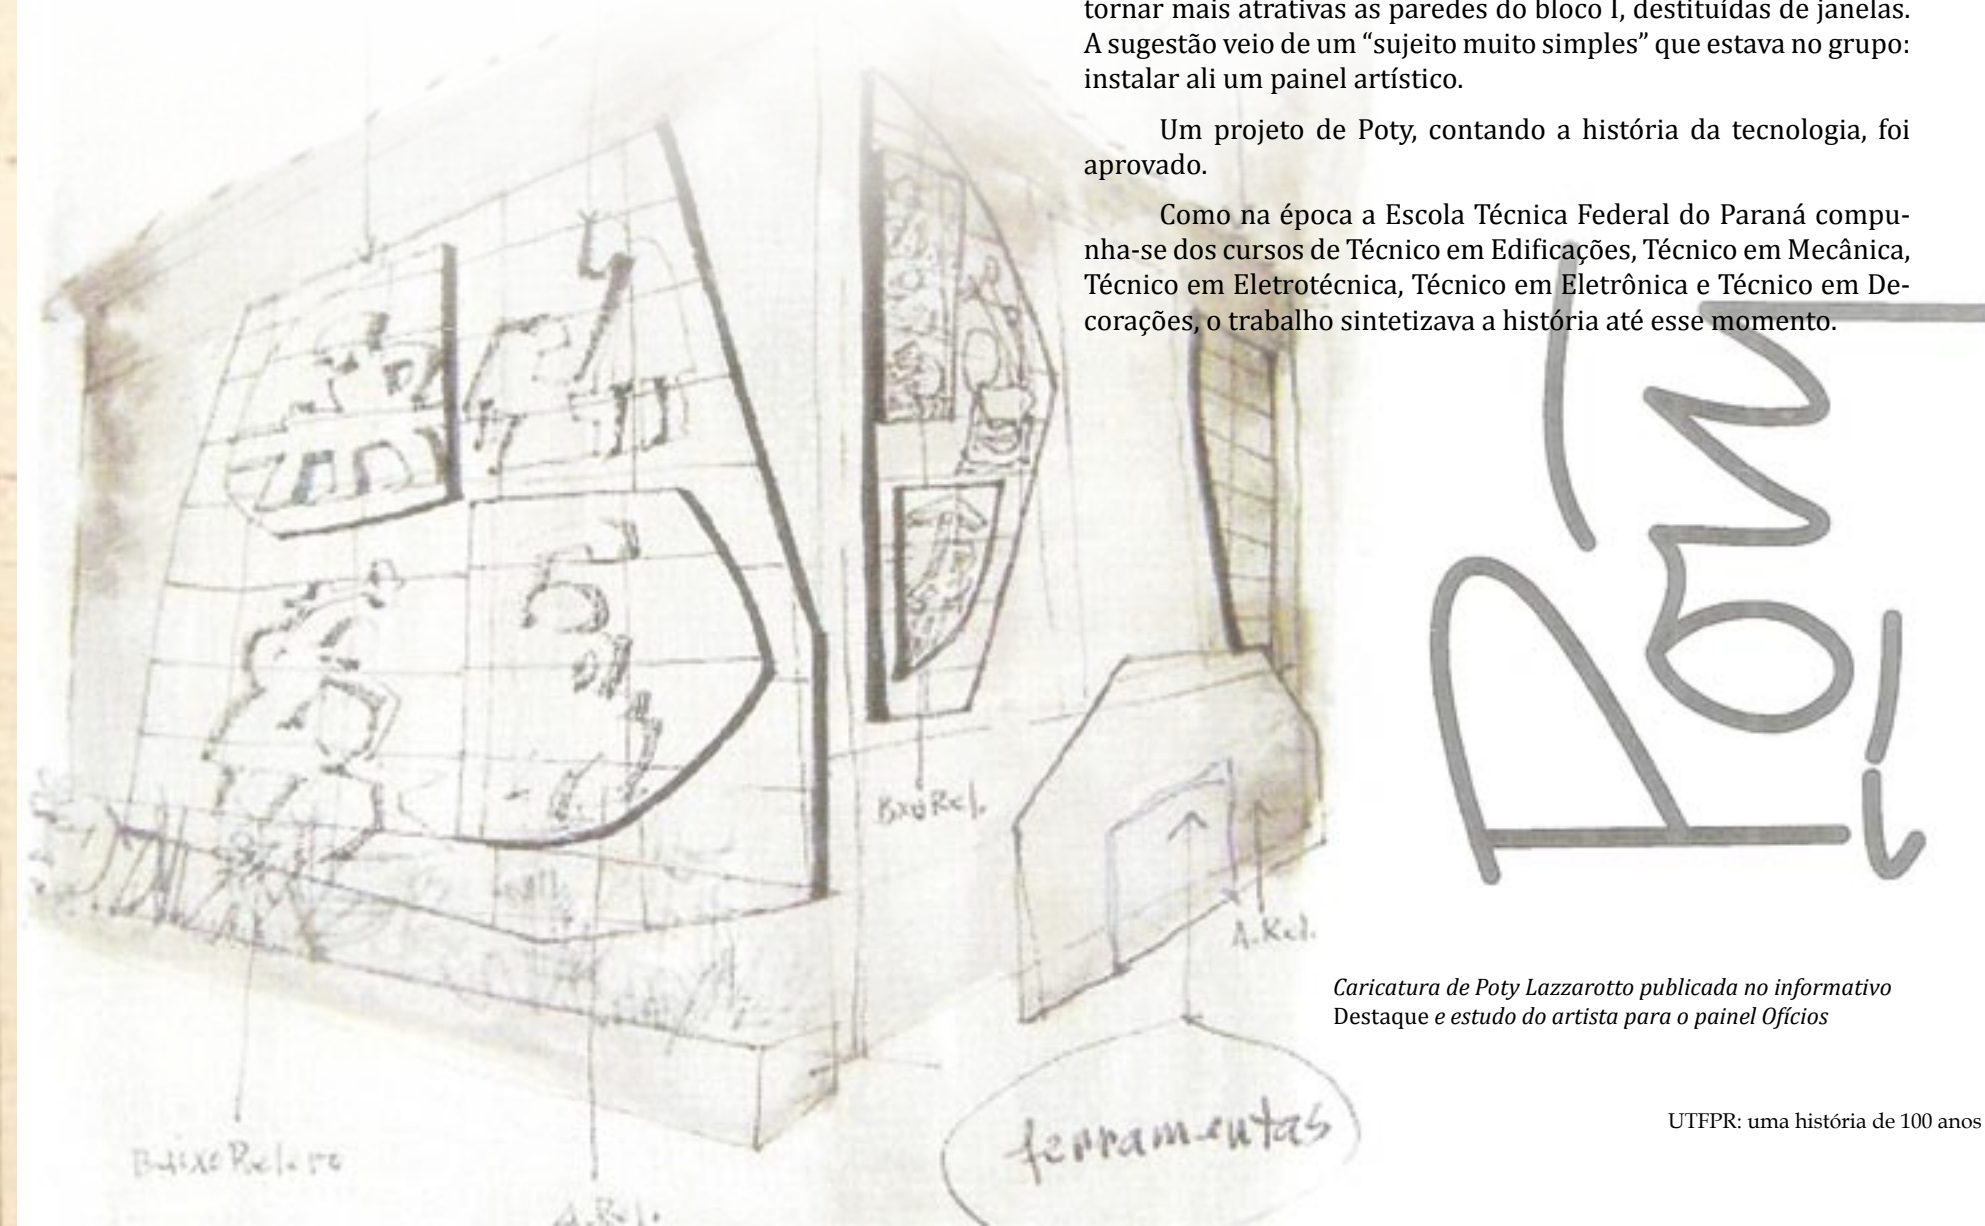 tornar mais atrativas as paredes do bloco I, destituídas de janelas.
A sugestão veio de um “sujeito muito simples” que estava no grupo:
instalar ali um painel artístico.
Um projeto de Poty, contando a história da tecnologia, foi
aprovado.
Como na época a Escola Técnica Federal do Paraná compu-
nha-se dos cursos de Técnico em Edificações, Técnico em Mecânica,
Técnico em Eletrotécnica, Técnico em Eletrônica e Técnico em De-
corações, o trabalho sintetizava a história até esse momento.
Bxo Rel.
A. Rel.
Caricatura de Poty Lazzarotto publicada no informativo
Destaque e estudo do artista para o painel Ofícios
UTFPR: uma história de 100 anos
ferramentas
Baixo Relevo
A. Rel.